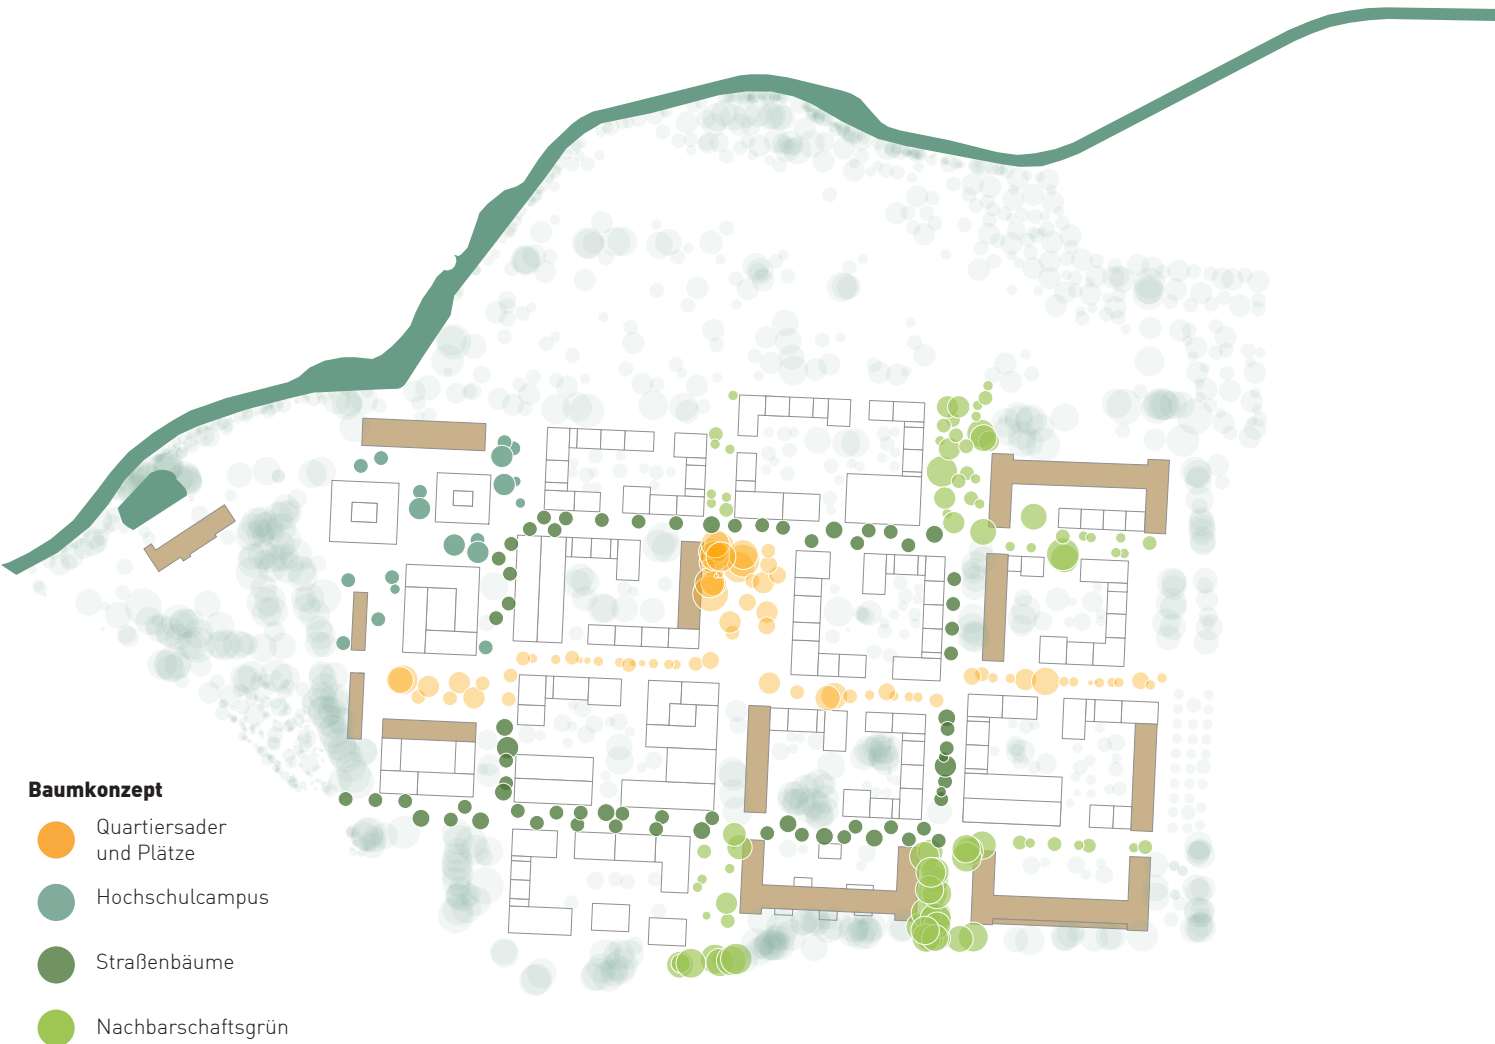 Baumkonzept
Quartiersader
und Plätze
Hochschulcampus
Straßenbäume
Nachbarschaftsgrün